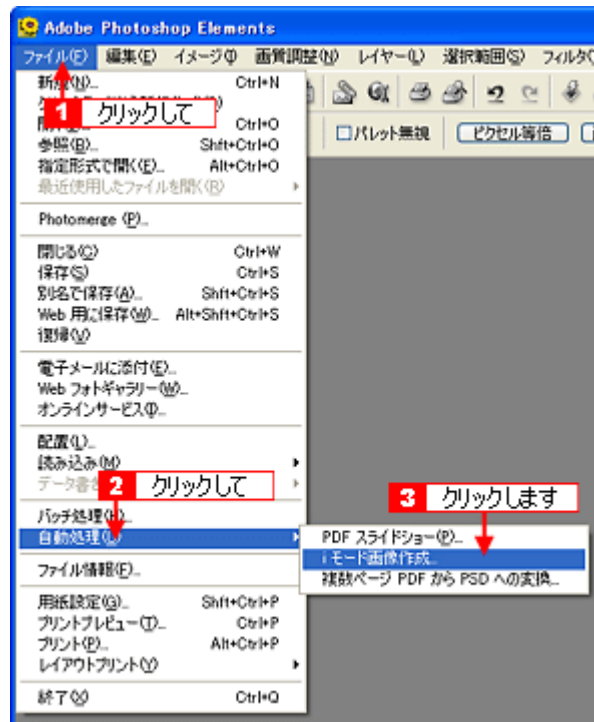 Adobe Photoshop Elements
ファイル(F) 編集(E) イメージ(I) 画質調整(N) レイヤー(L) 選択範囲(S) フィルタ(
新規(N)... Ctrl+N
1 クリックして
Ctrl+O
パレット無視 ピクセル等倍
参照(B)... Shft+Ctrl+O
指定形式で開く(E)... Alt+Ctrl+O
最近使用したファイルを開く(R)
Photomerge (P)...
閉じる(C) Ctrl+W
保存(S) Ctrl+S
別名で保存(A)... Shft+Ctrl+S
Web 用に保存(W)... Alt+Shft+Ctrl+S
復帰(V)
電子メールに添付(E)...
Web フォトギャラリー(W)...
オンラインサービス(I)...
配置(L)...
読み込み(M)
データ書き
2 クリックして
3 クリックします
バッチ処理
自動処理(U)
PDF スライドショー(P)...
iモード画像作成...
複数ページ PDF から PSD への変換...
ファイル情報(F)...
用紙設定(G)... Shft+Ctrl+P
プリントプレビュー(T)... Ctrl+P
プリント(P)... Alt+Ctrl+P
レイアウトプリント(Y)
終了(X) Ctrl+Q